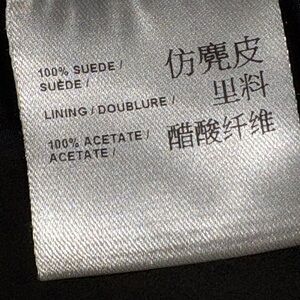 100% SUEDE /
SUÈDE /
仿麂皮
LINING / DOUBLURE /
里料
100% ACETATE /
ACÉTATE /
醋酸纤维